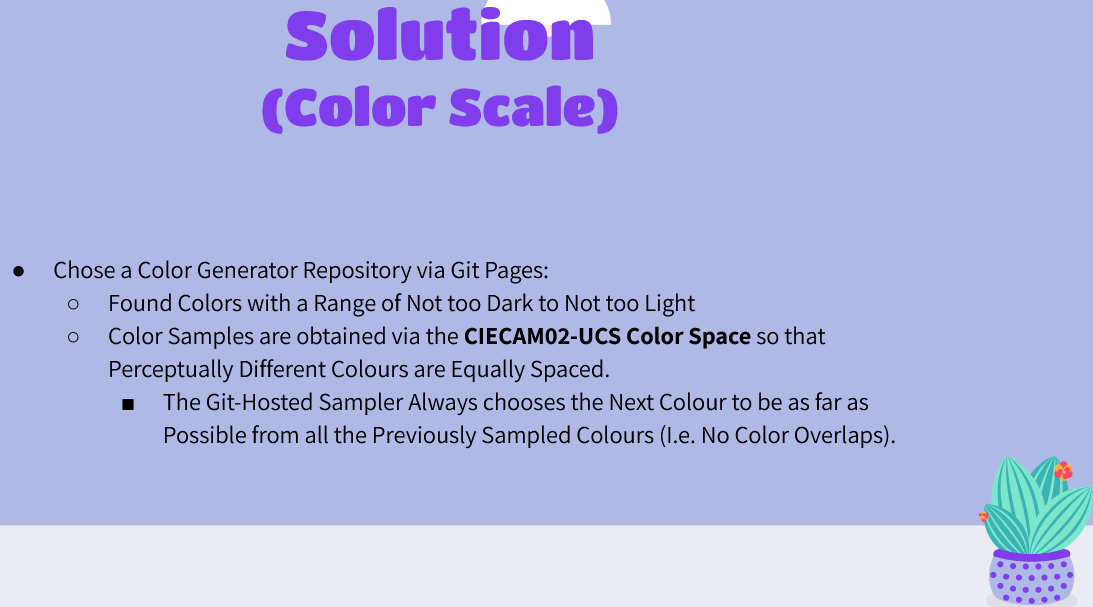 Solution
(Color Scale)
● Chose a Color Generator Repository via Git Pages:
○ Found Colors with a Range of Not too Dark to Not too Light
○ Color Samples are obtained via the CIECAM02-UCS Color Space so that
Perceptually Different Colours are Equally Spaced.
■ The Git-Hosted Sampler Always chooses the Next Colour to be as far as
Possible from all the Previously Sampled Colours (I.e. No Color Overlaps).